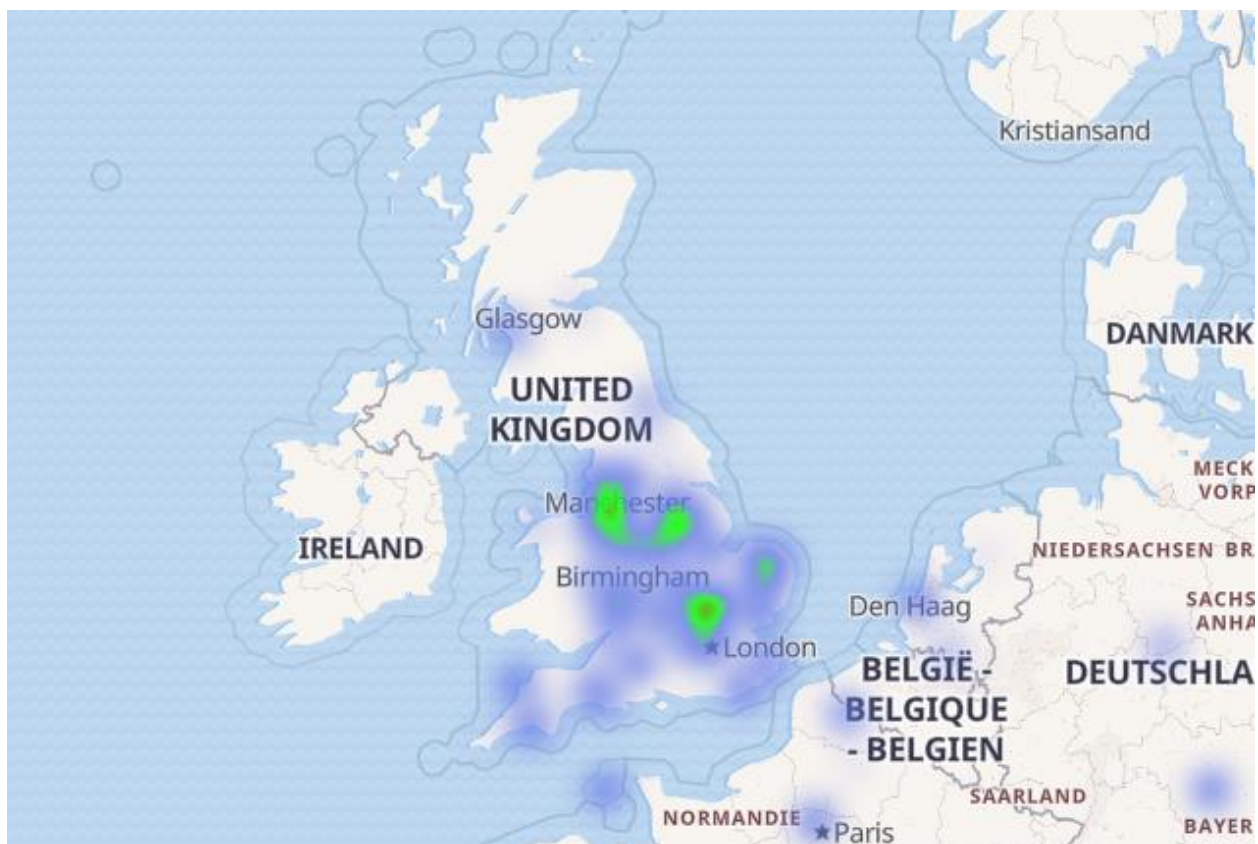 Kristiansand
Glasgow
DANMARK
UNITED
KINGDOM
MECK
VORP
Manchester
IRELAND
NIEDERSACHSEN BR
Birmingham
Den Haag
SACHS
ANHA
London
BELGIË -
BELGIQUE
- BELGIEN
DEUTSCHLA
SAARLAND
NORMANDIE
BAYER
Paris